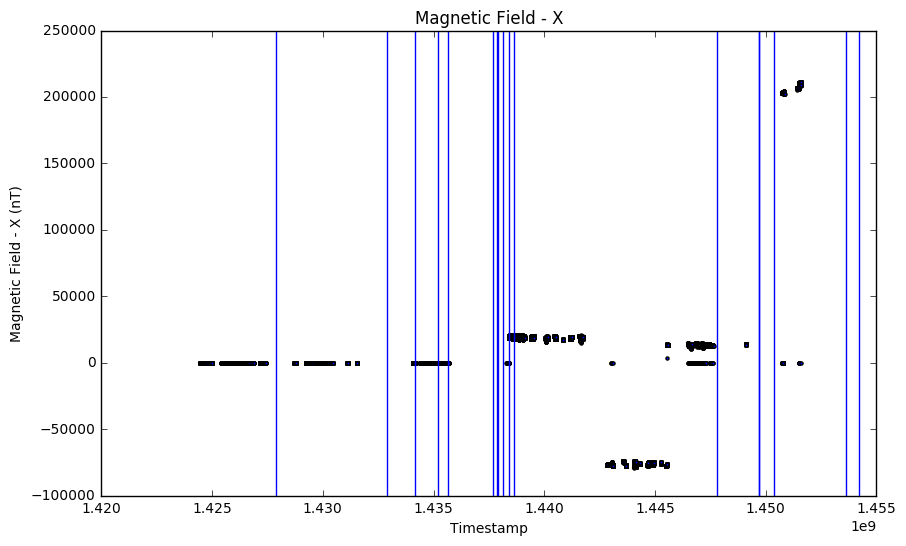 Magnetic Field - X
250000
200000
150000
100000
50000
0
−50000
−100000
Magnetic Field - X (nT)
1.420 1.425 1.430 1.435 1.440 1.445 1.450 1.455
1e9
Timestamp